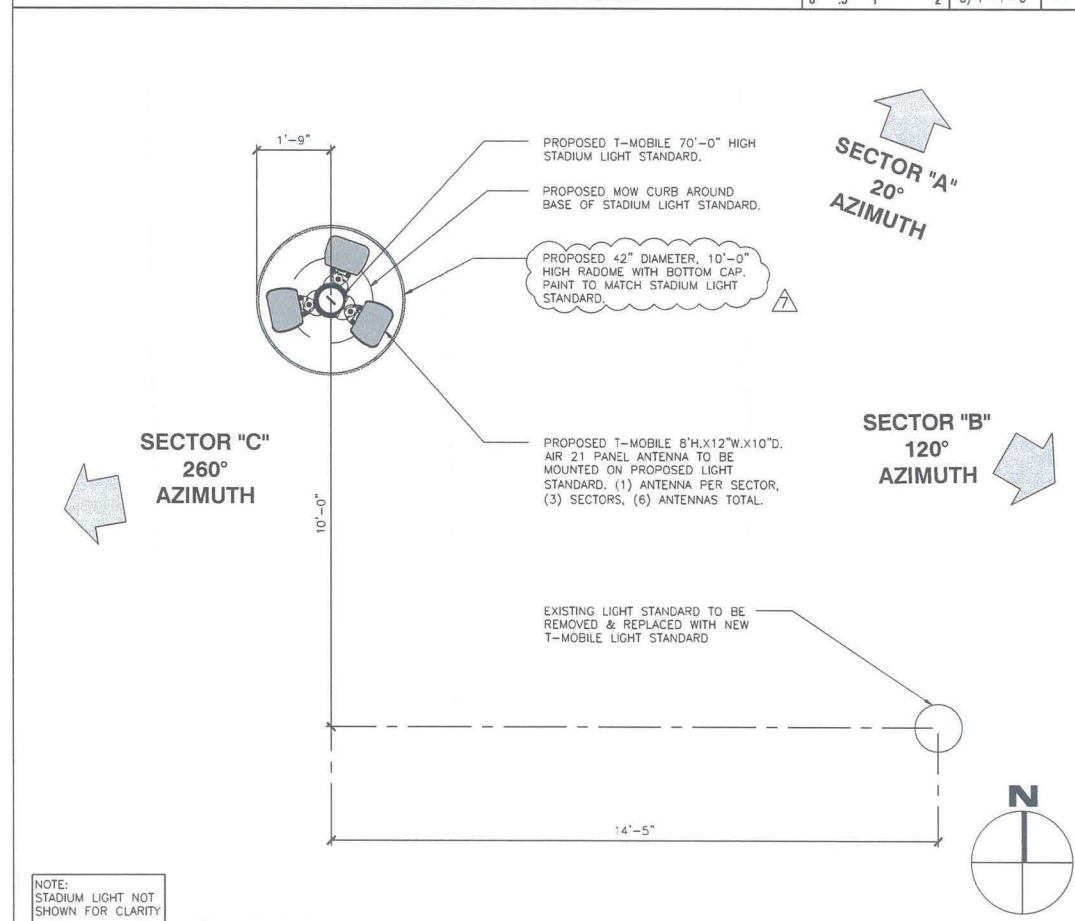 1'-9"
PROPOSED T-MOBILE 70'-0" HIGH
STADIUM LIGHT STANDARD.
PROPOSED MOW CURB AROUND
BASE OF STADIUM LIGHT STANDARD.
PROPOSED 42" DIAMETER, 10'-0"
HIGH RADOME WITH BOTTOM CAP.
PAINT TO MATCH STADIUM LIGHT
STANDARD.
7
SECTOR "A"
20°
AZIMUTH
SECTOR "C"
260°
AZIMUTH
10'-0"
PROPOSED T-MOBILE 8'H.X12"W.X10"D.
AIR 21 PANEL ANTENNA TO BE
MOUNTED ON PROPOSED LIGHT
STANDARD. (1) ANTENNA PER SECTOR,
(3) SECTORS, (6) ANTENNAS TOTAL.
SECTOR "B"
120°
AZIMUTH
EXISTING LIGHT STANDARD TO BE
REMOVED & REPLACED WITH NEW
T-MOBILE LIGHT STANDARD
14'-5"
N
NOTE:
STADIUM LIGHT NOT
SHOWN FOR CLARITY